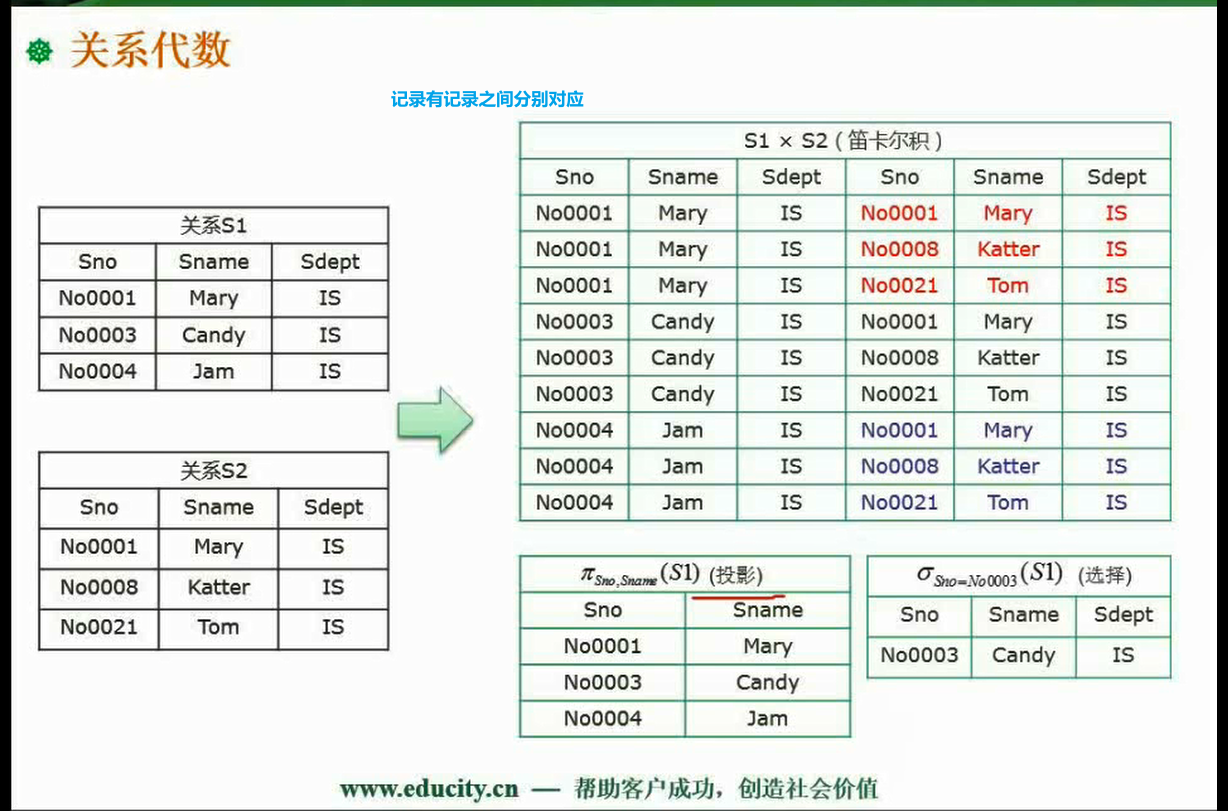 关系代数
记录有记录之间分别对应
关系S1
Sno Sname Sdept
No0001 Mary IS
No0003 Candy IS
No0004 Jam IS
关系S2
Sno Sname Sdept
No0001 Mary IS
No0008 Katter IS
No0021 Tom IS
S1 × S2 ( 笛卡尔积 )
Sno Sname Sdept Sno Sname Sdept
No0001 Mary IS No0001 Mary IS
No0001 Mary IS No0008 Katter IS
No0001 Mary IS No0021 Tom IS
No0003 Candy IS No0001 Mary IS
No0003 Candy IS No0008 Katter IS
No0003 Candy IS No0021 Tom IS
No0004 Jam IS No0001 Mary IS
No0004 Jam IS No0008 Katter IS
No0004 Jam IS No0021 Tom IS
π Sno,Sname (S1) (投影)
Sno Sname
No0001 Mary
No0003 Candy
No0004 Jam
σ Sno=No0003 (S1) (选择)
Sno Sname Sdept
No0003 Candy IS
www.educity.cn — 帮助客户成功，创造社会价值